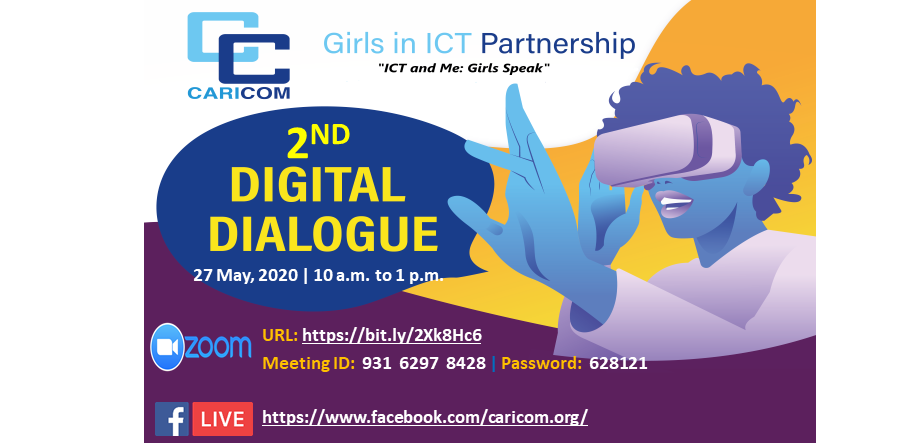 CARICOM
Girls in ICT Partnership
"ICT and Me: Girls Speak"
2ND
DIGITAL
DIALOGUE
27 May, 2020 | 10 a.m. to 1 p.m.
zoom
URL: https://bit.ly/2Xk8Hc6
Meeting ID: 931 6297 8428 | Password: 628121
f LIVE
https://www.facebook.com/caricom.org/